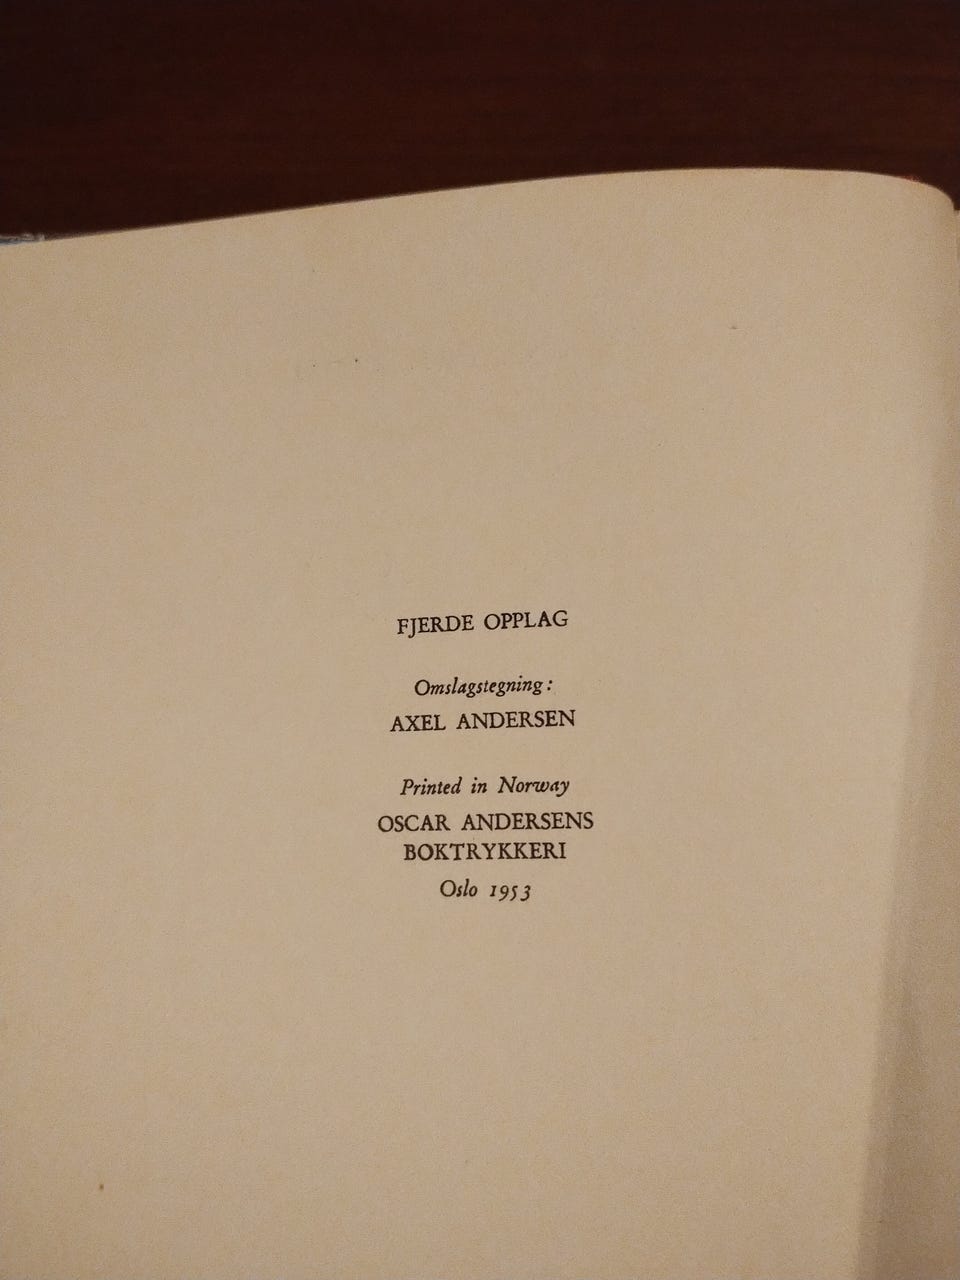 FJERDE OPPLAG
Omslagstegning:
AXEL ANDERSEN
Printed in Norway
OSCAR ANDERSENS
BOKTRYKKERI
Oslo 1953